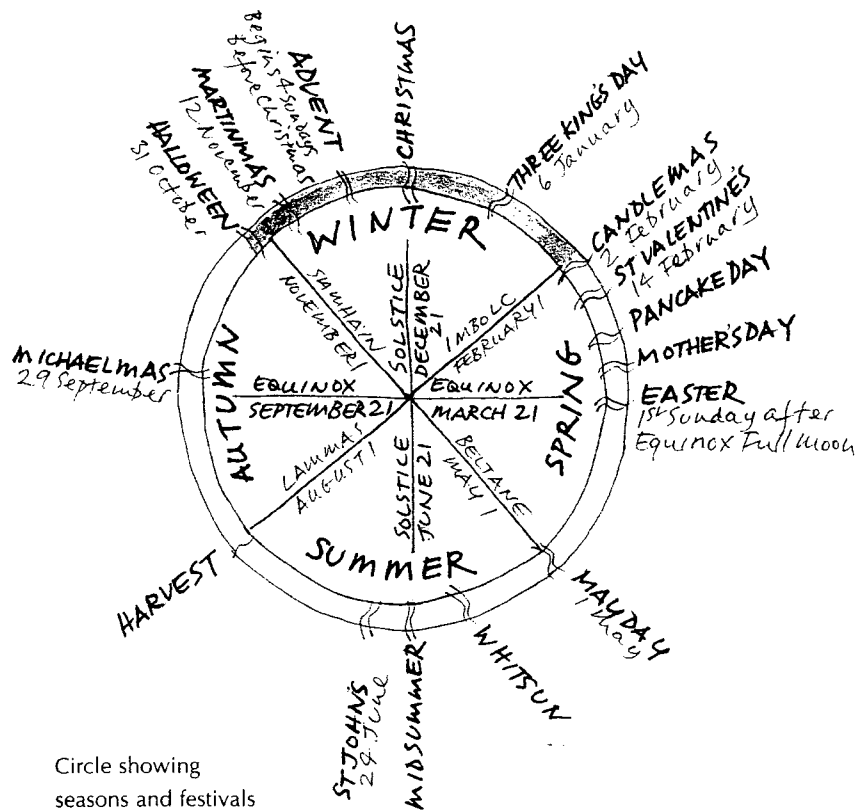 ADVENT
Begins 4 Sundays
before Christmas
MARTINMAS
12 November
HALLOWEEN
31 October
CHRISTMAS
THREE KING'S DAY
6 January
CANDLEMAS
2 February
ST VALENTINE'S
14 February
PANCAKE DAY
MOTHER'S DAY
EASTER
1st Sunday after
Equinox Full moon
MICHAELMAS
29 September
WINTER
SAMHAIN
NOVEMBER 1
SOLSTICE
DECEMBER
21
IMBOLC
FEBRUARY 1
AUTUMN
EQUINOX
SEPTEMBER 21
EQUINOX
MARCH 21
SPRING
LAMMAS
AUGUST 1
SOLSTICE
JUNE 21
BELTANE
MAY 1
SUMMER
HARVEST
ST JOHN'S
24 June
MIDSUMMER
WHITSUN
MAY DAY
1 May
Circle showing
seasons and festivals